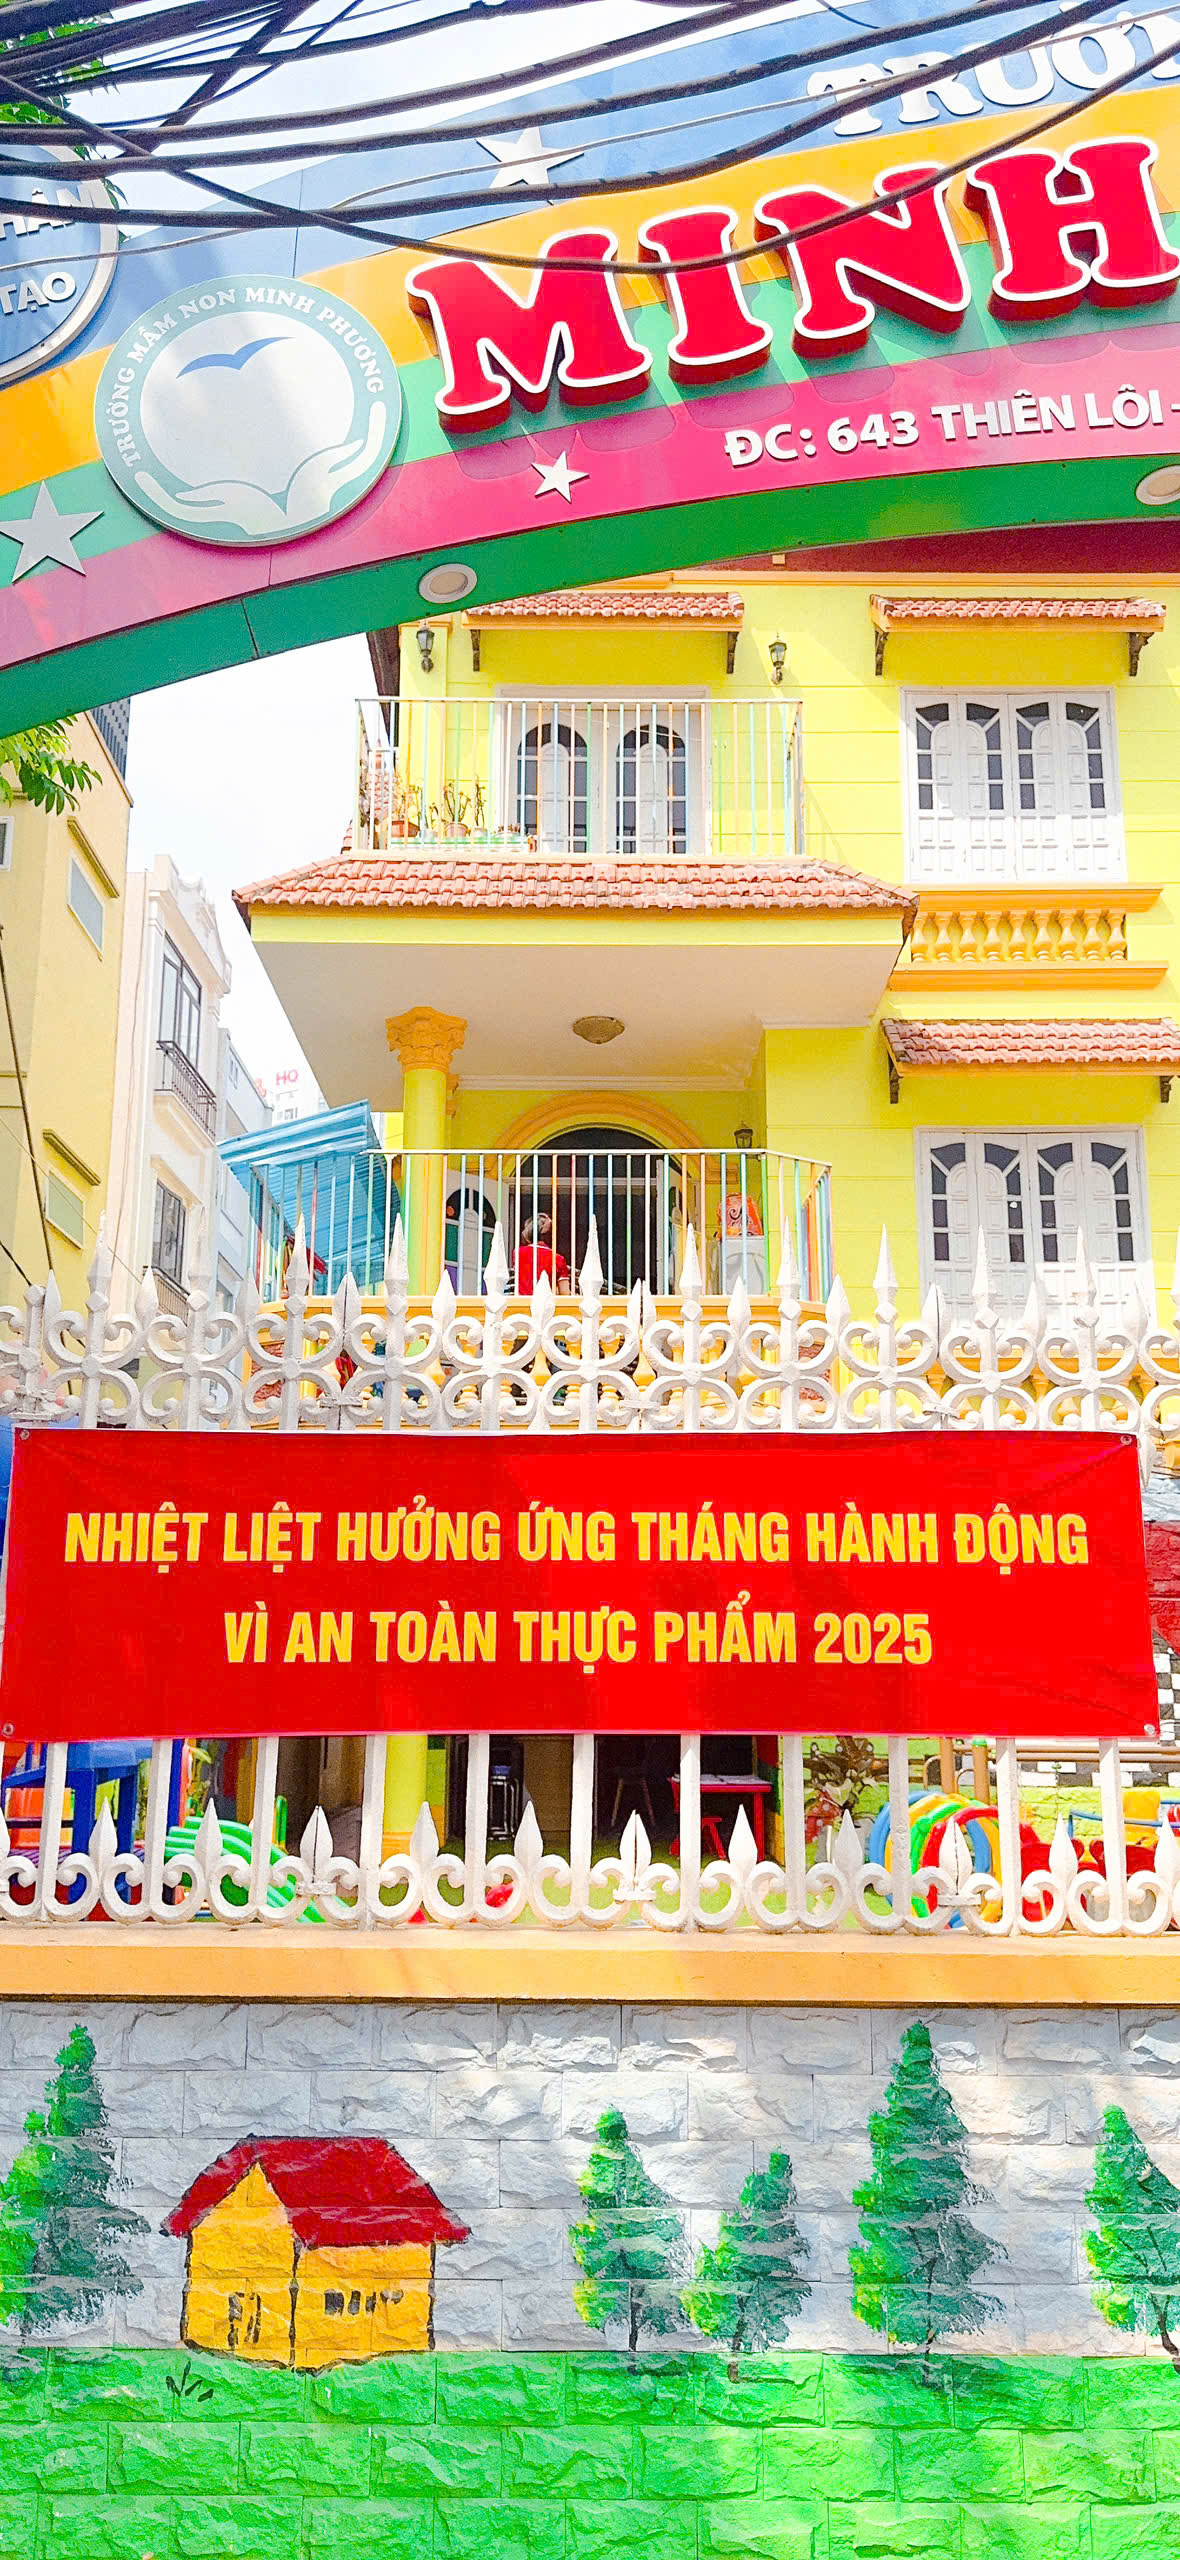 MINH
ĐC: 643 THIÊN LÔI -
TRƯỜNG MẦM NON MINH PHƯƠNG
TẠO
HO
NHIỆT LIỆT HƯỞNG ỨNG THÁNG HÀNH ĐỘNG
VÌ AN TOÀN THỰC PHẨM 2025